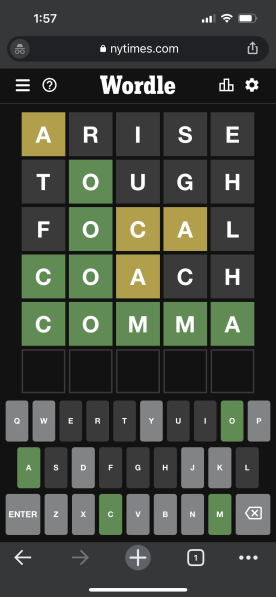 1:57
nytimes.com
Wordle
A R I S E
T O U G H
F O C A L
C O A C H
C O M M A
Q W E R T Y U I O P
A S D F G H J K L
ENTER Z X C V B N M
1